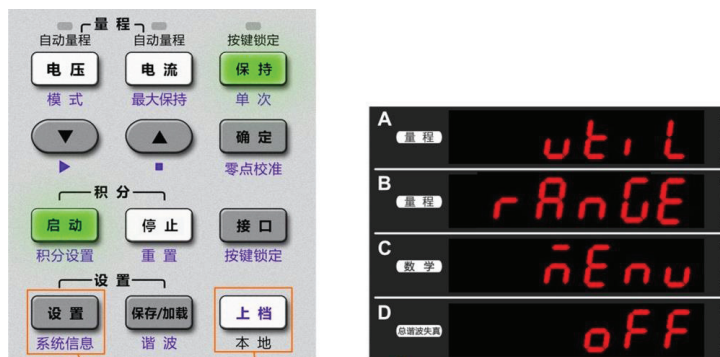 量 程
自动量程 自动量程 按键锁定
电 压 电 流 保 持
模 式 最大保持 单 次
▼ ▲ 确 定
▶ ■ 零点校准
积 分
启 动 停 止 接 口
积分设置 重 置 按键锁定
设 置
设 置 保存/加载 上 档
系统信息 谐 波 本 地
A 量 程 utiL
B 量 程 rAnGE
C 数 学 mEnu
D 总谐波失真 oFF